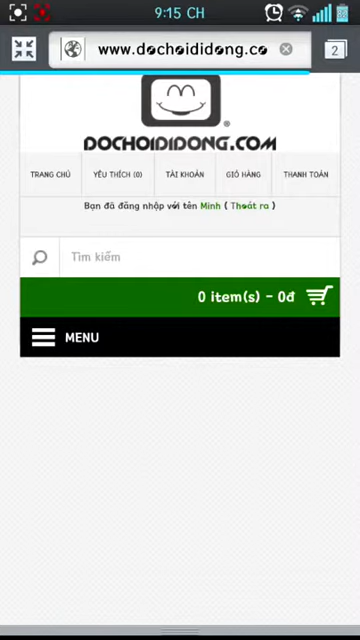 9:15 CH
www.dochoididong.co
2
DOCHOIDIDONG.COM
®
TRANG CHỦ
YÊU THÍCH (0)
TÀI KHOẢN
GIỎ HÀNG
THANH TOÁN
Bạn đã đăng nhập với tên Minh ( Thoát ra )
Tìm kiếm
0 item(s) - 0đ
MENU